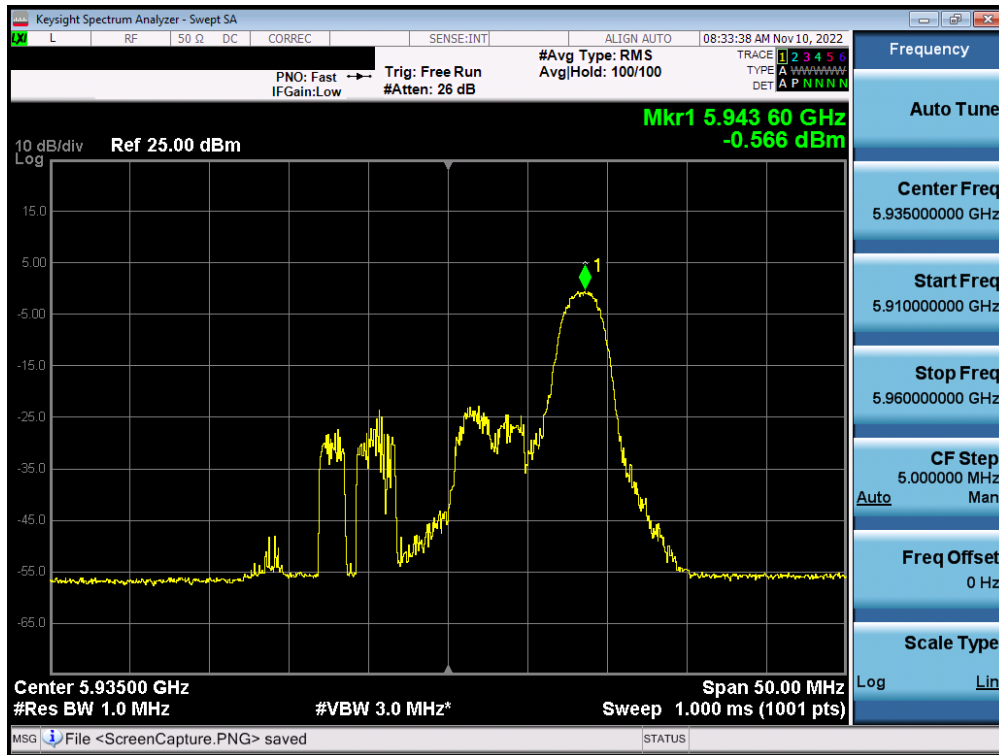 Keysight Spectrum Analyzer - Swept SA
LXI L RF 50 Ω DC CORREC SENSE:INT ALIGN AUTO 08:33:38 AM Nov 10, 2022
PNO: Fast
IFGain:Low
Trig: Free Run
#Atten: 26 dB
#Avg Type: RMS
Avg|Hold: 100/100
TRACE 1 2 3 4 5 6
TYPE A WWWWW
DET A P N N N N
Mkr1 5.943 60 GHz
-0.566 dBm
10 dB/div Ref 25.00 dBm
Log
15.0
5.00
-5.00
-15.0
-25.0
-35.0
-45.0
-55.0
-65.0
1
Center 5.93500 GHz Span 50.00 MHz
#Res BW 1.0 MHz #VBW 3.0 MHz* Sweep 1.000 ms (1001 pts)
MSG File <ScreenCapture.PNG> saved STATUS
Frequency
Auto Tune
Center Freq
5.935000000 GHz
Start Freq
5.910000000 GHz
Stop Freq
5.960000000 GHz
CF Step
5.000000 MHz
Auto Man
Freq Offset
0 Hz
Scale Type
Log Lin